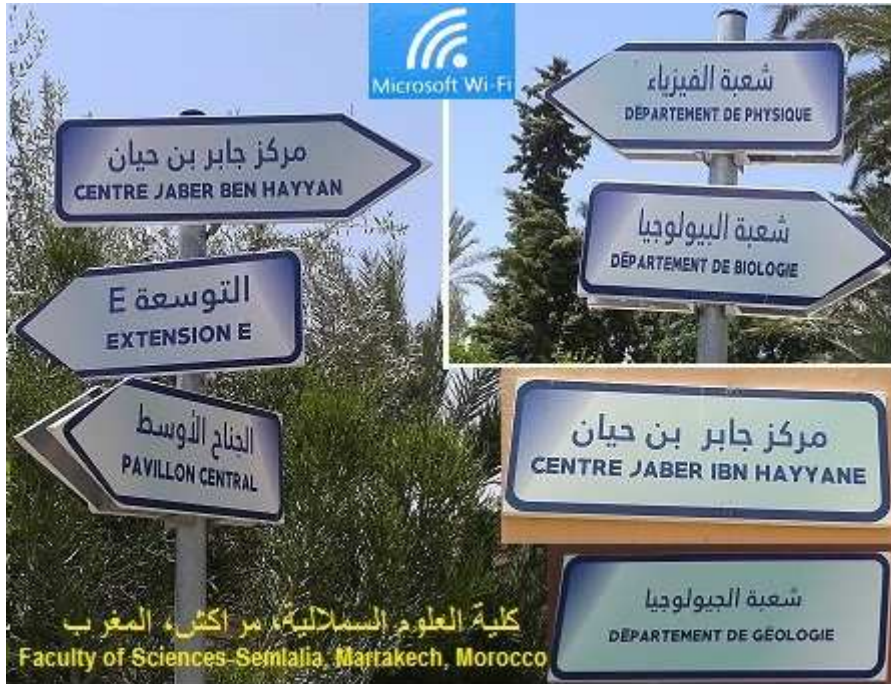 Microsoft Wi-Fi
مركز جابر بن حيان
CENTRE JABER BEN HAYYAN
التوسعة E
EXTENSION E
الجناح الأوسط
PAVILLON CENTRAL
شعبة الفيزياء
DÉPARTEMENT DE PHYSIQUE
شعبة البيولوجيا
DÉPARTEMENT DE BIOLOGIE
مركز جابر بن حيان
CENTRE JABER IBN HAYYANE
شعبة الجيولوجيا
DÉPARTEMENT DE GÉOLOGIE
كلية العلوم السملالية، مراكش، المغرب
Faculty of Sciences-Semlalia, Marrakech, Morocco